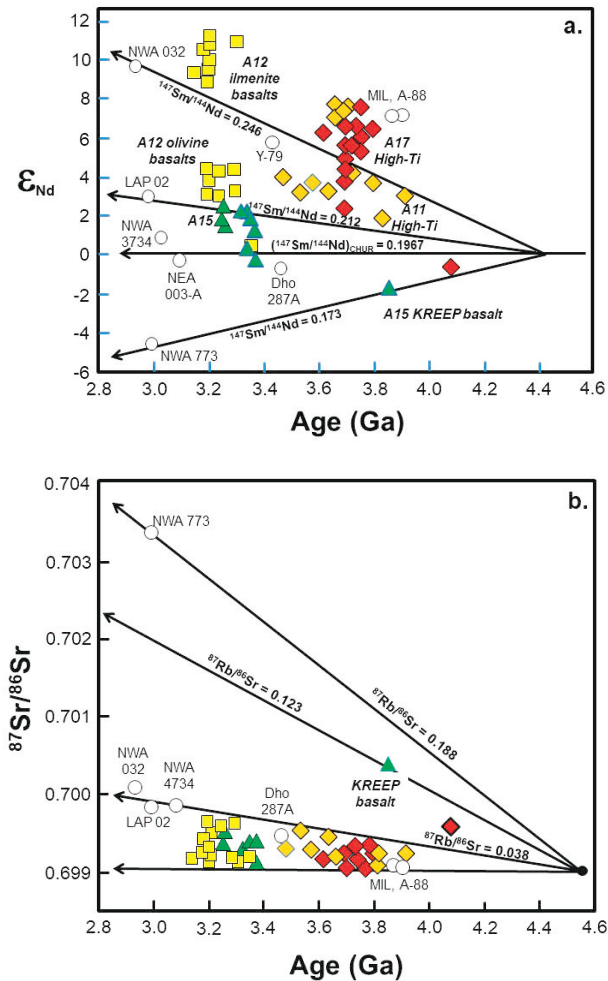 a.
12
10
8
6
4
2
0
-2
-4
-6
εNd
NWA 032
A12
ilmenite
basalts
147Sm/144Nd = 0.246
MIL, A-88
Y-79
A17
High-Ti
A12 olivine
basalts
LAP 02
147Sm/144Nd = 0.212
A11
High-Ti
A15
NWA
3734
(147Sm/144Nd)CHUR = 0.1967
NEA
003-A
Dho
287A
A15 KREEP basalt
147Sm/144Nd = 0.173
NWA 773
2.8 3.0 3.2 3.4 3.6 3.8 4.0 4.2 4.4 4.6
Age (Ga)
b.
0.704
0.703
0.702
0.701
0.700
0.699
87Sr/86Sr
NWA 773
87Rb/86Sr = 0.123
87Rb/86Sr = 0.188
NWA
032
NWA
4734
KREEP
basalt
Dho
287A
LAP 02
87Rb/86Sr = 0.038
MIL, A-88
2.8 3.0 3.2 3.4 3.6 3.8 4.0 4.2 4.4 4.6
Age (Ga)